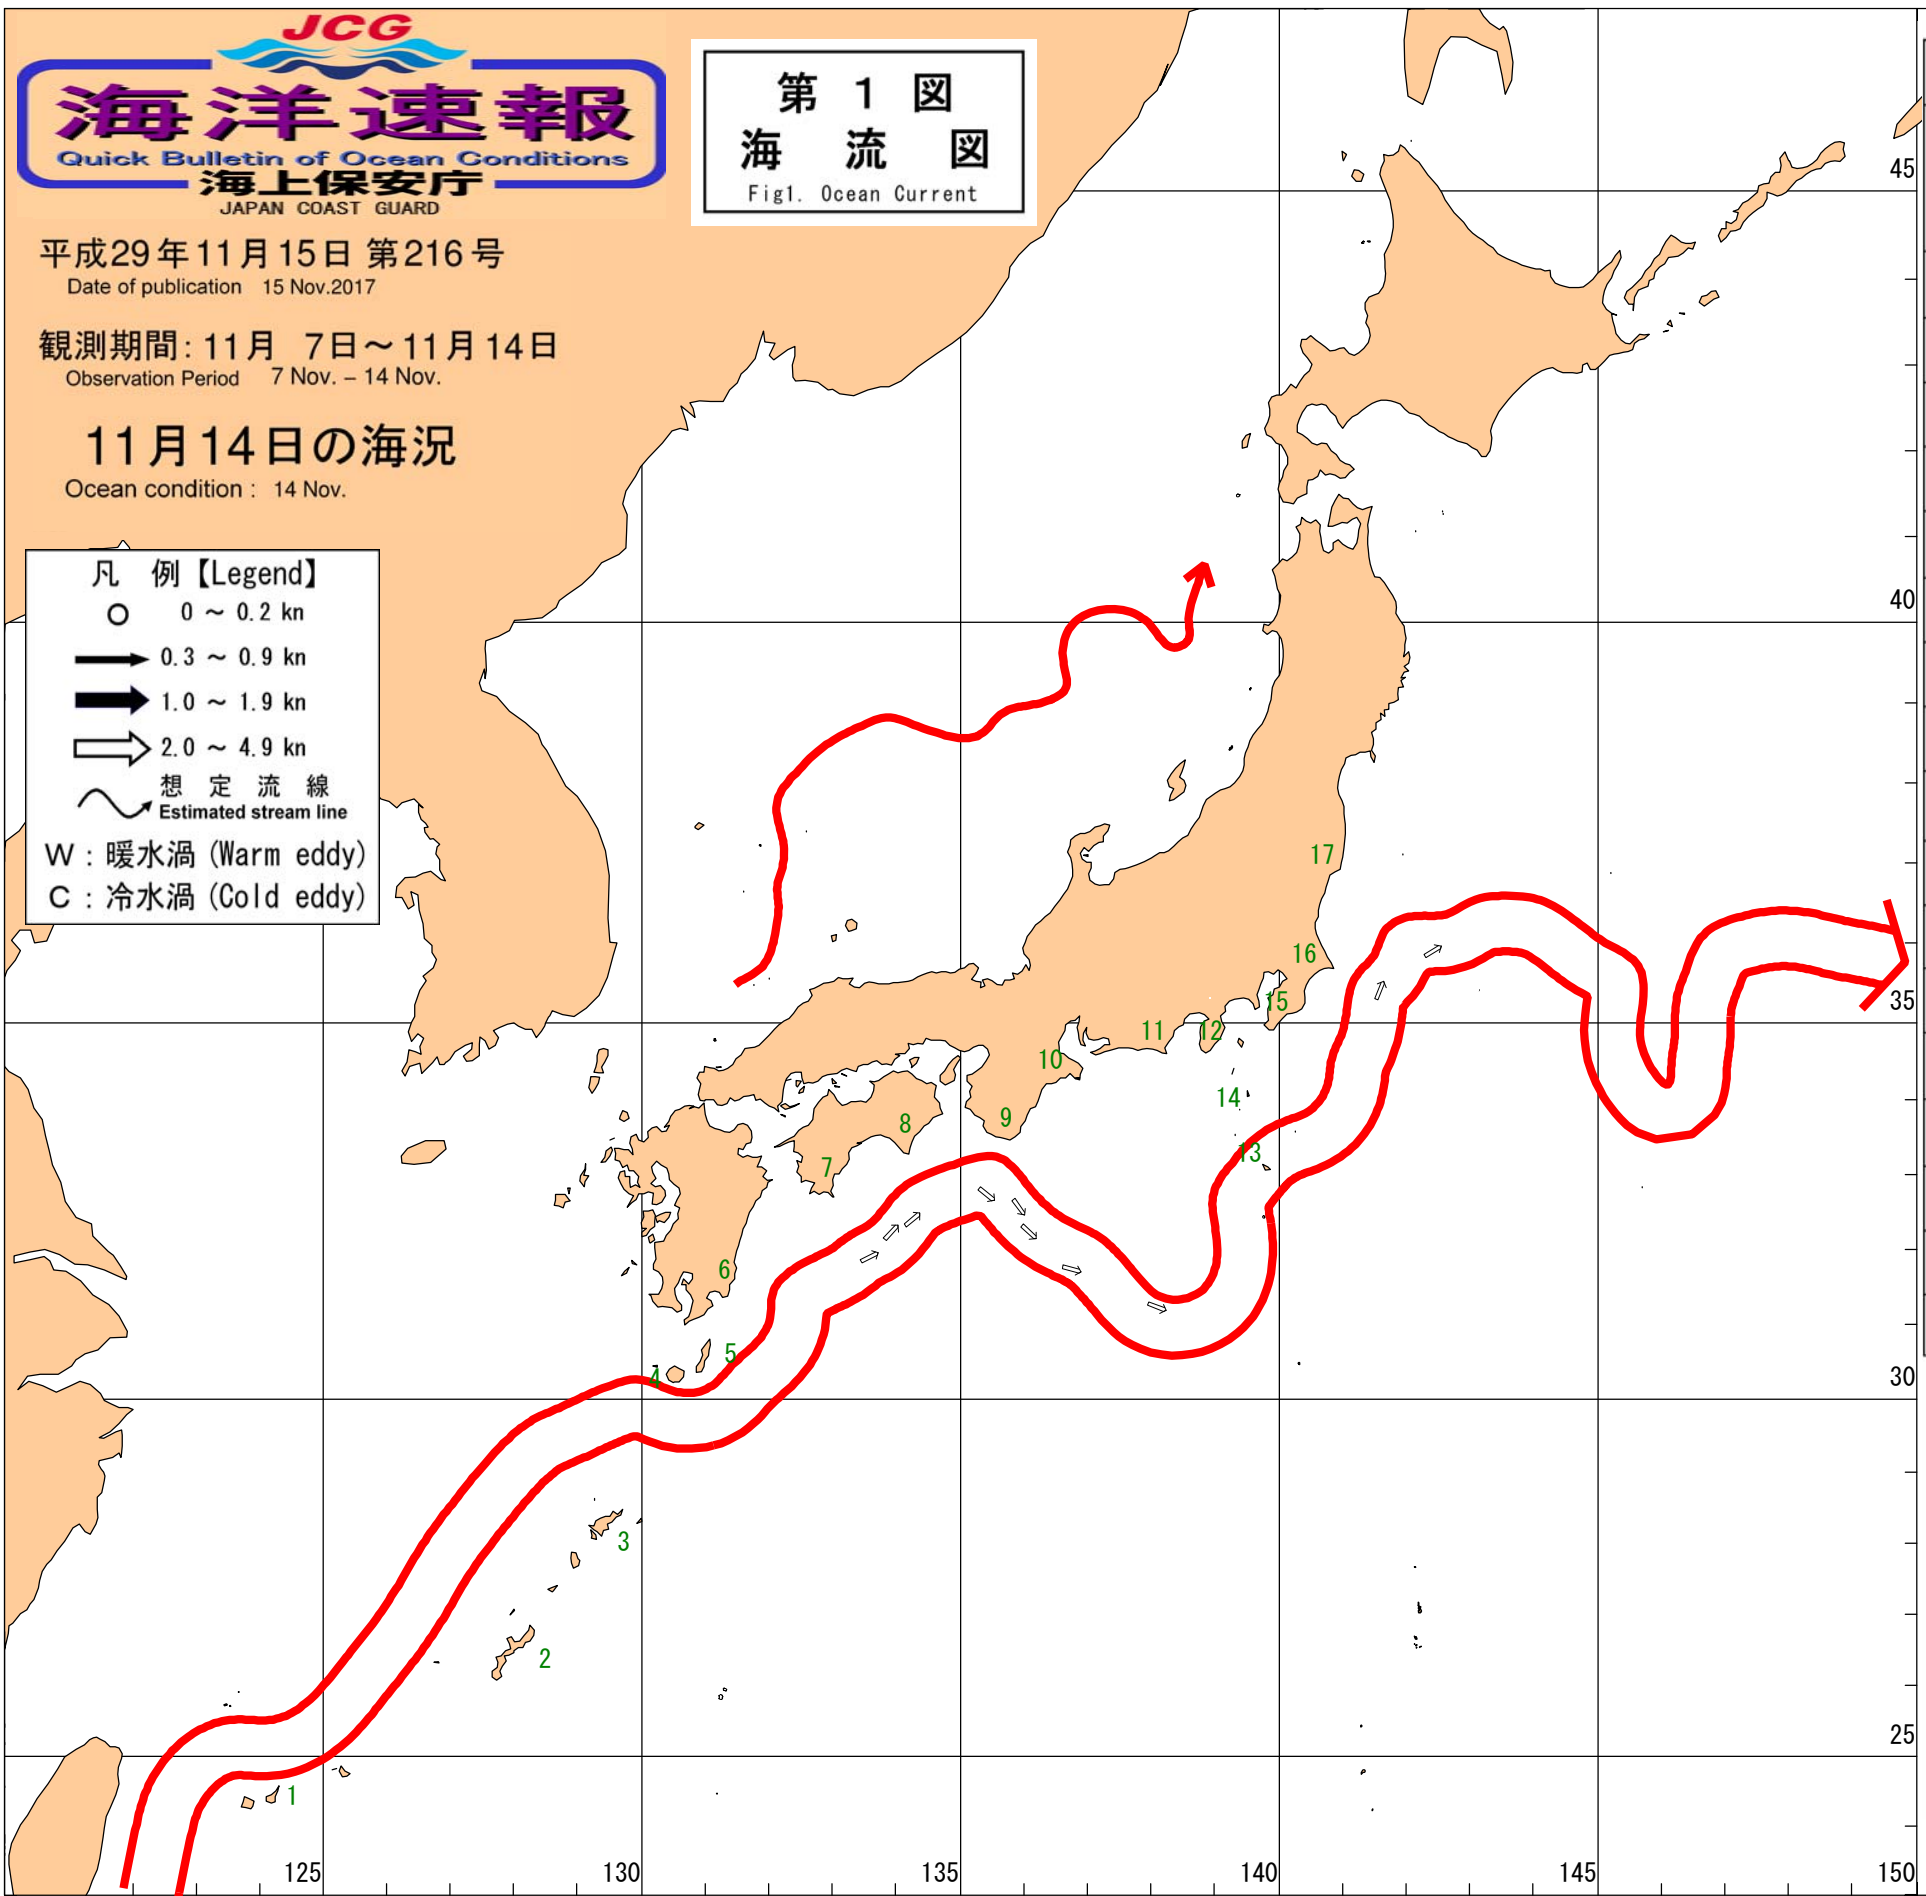 JCG
海洋速報
Quick Bulletin of Ocean Conditions
海上保安庁
JAPAN COAST GUARD
第 1 図
海 流 図
Fig1. Ocean Current
平成29年11月15日 第216号
Date of publication 15 Nov.2017
観測期間: 11月 7日～11月14日
Observation Period 7 Nov. – 14 Nov.
11月14日の海況
Ocean condition : 14 Nov.
凡 例【Legend】
0 ～ 0.2 kn
0.3 ～ 0.9 kn
1.0 ～ 1.9 kn
2.0 ～ 4.9 kn
想 定 流 線
Estimated stream line
W : 暖水渦 (Warm eddy)
C : 冷水渦 (Cold eddy)
45
40
35
30
25
17
16
15
12
11
10
14
13
9
8
7
6
5
4
3
2
1
125
130
135
140
145
150